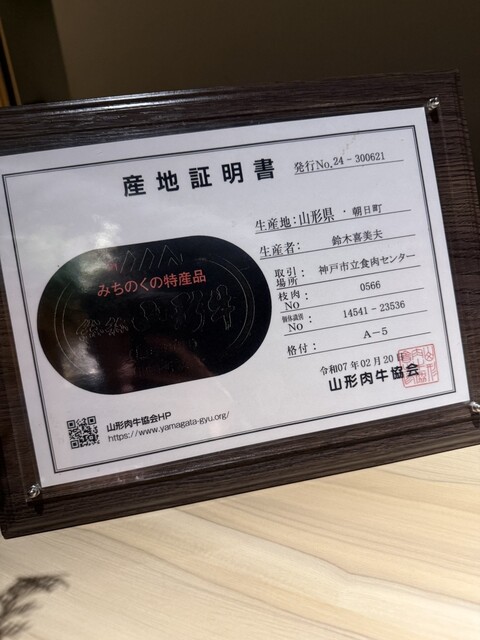 産地証明書
発行No.24-300621
生産地:山形県・朝日町
生産者: 鈴木喜美夫
取引場所: 神戸市立食肉センター
枝肉NO: 0566
個体識別NO: 14541-23536
格付: A-5
令和07年02月20日
山形肉牛協会
みちのくの特産品
総称 山形牛
山形肉牛協会HP
https://www.yamagata-gyu.org/